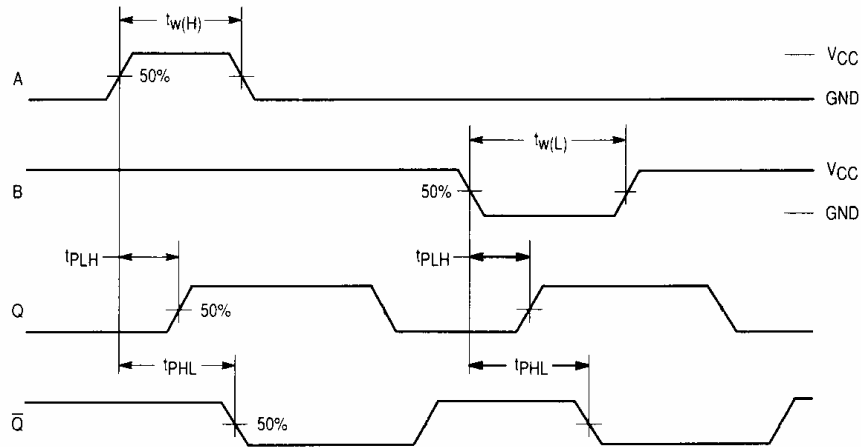 tw(H)
VCC
A
50%
GND
tw(L)
VCC
B
50%
GND
tPLH
tPLH
Q
50%
tPHL
tPHL
Q̅
50%